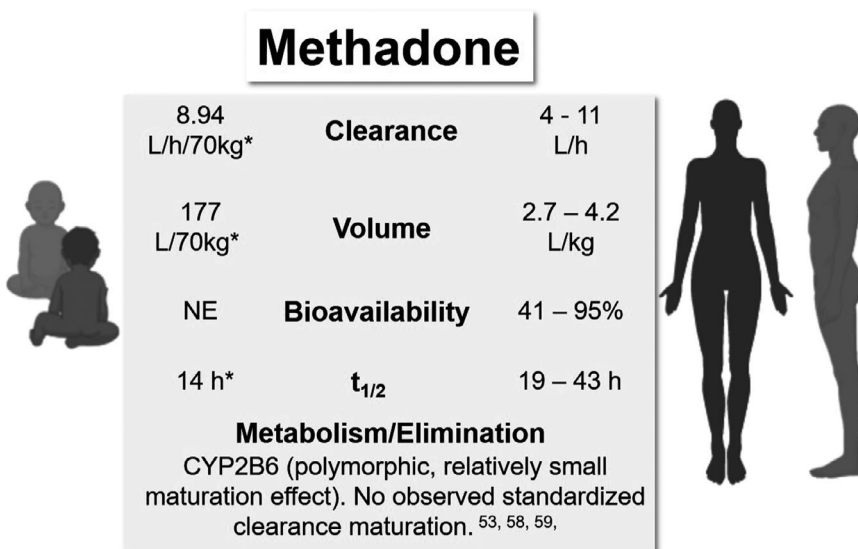 Methadone
8.94 Clearance 4 - 11
L/h/70kg* L/h
177 Volume 2.7 – 4.2
L/70kg* L/kg
NE Bioavailability 41 – 95%
14 h* t1/2 19 – 43 h
Metabolism/Elimination
CYP2B6 (polymorphic, relatively small
maturation effect). No observed standardized
clearance maturation. 53, 58, 59,